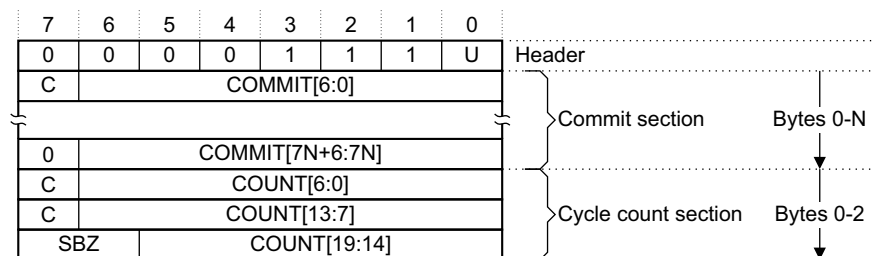 7 6 5 4 3 2 1 0
0 0 0 0 1 1 1 U Header
C COMMIT[6:0]
Commit section Bytes 0-N
0 COMMIT[7N+6:7N]
C COUNT[6:0]
C COUNT[13:7] Cycle count section Bytes 0-2
SBZ COUNT[19:14]